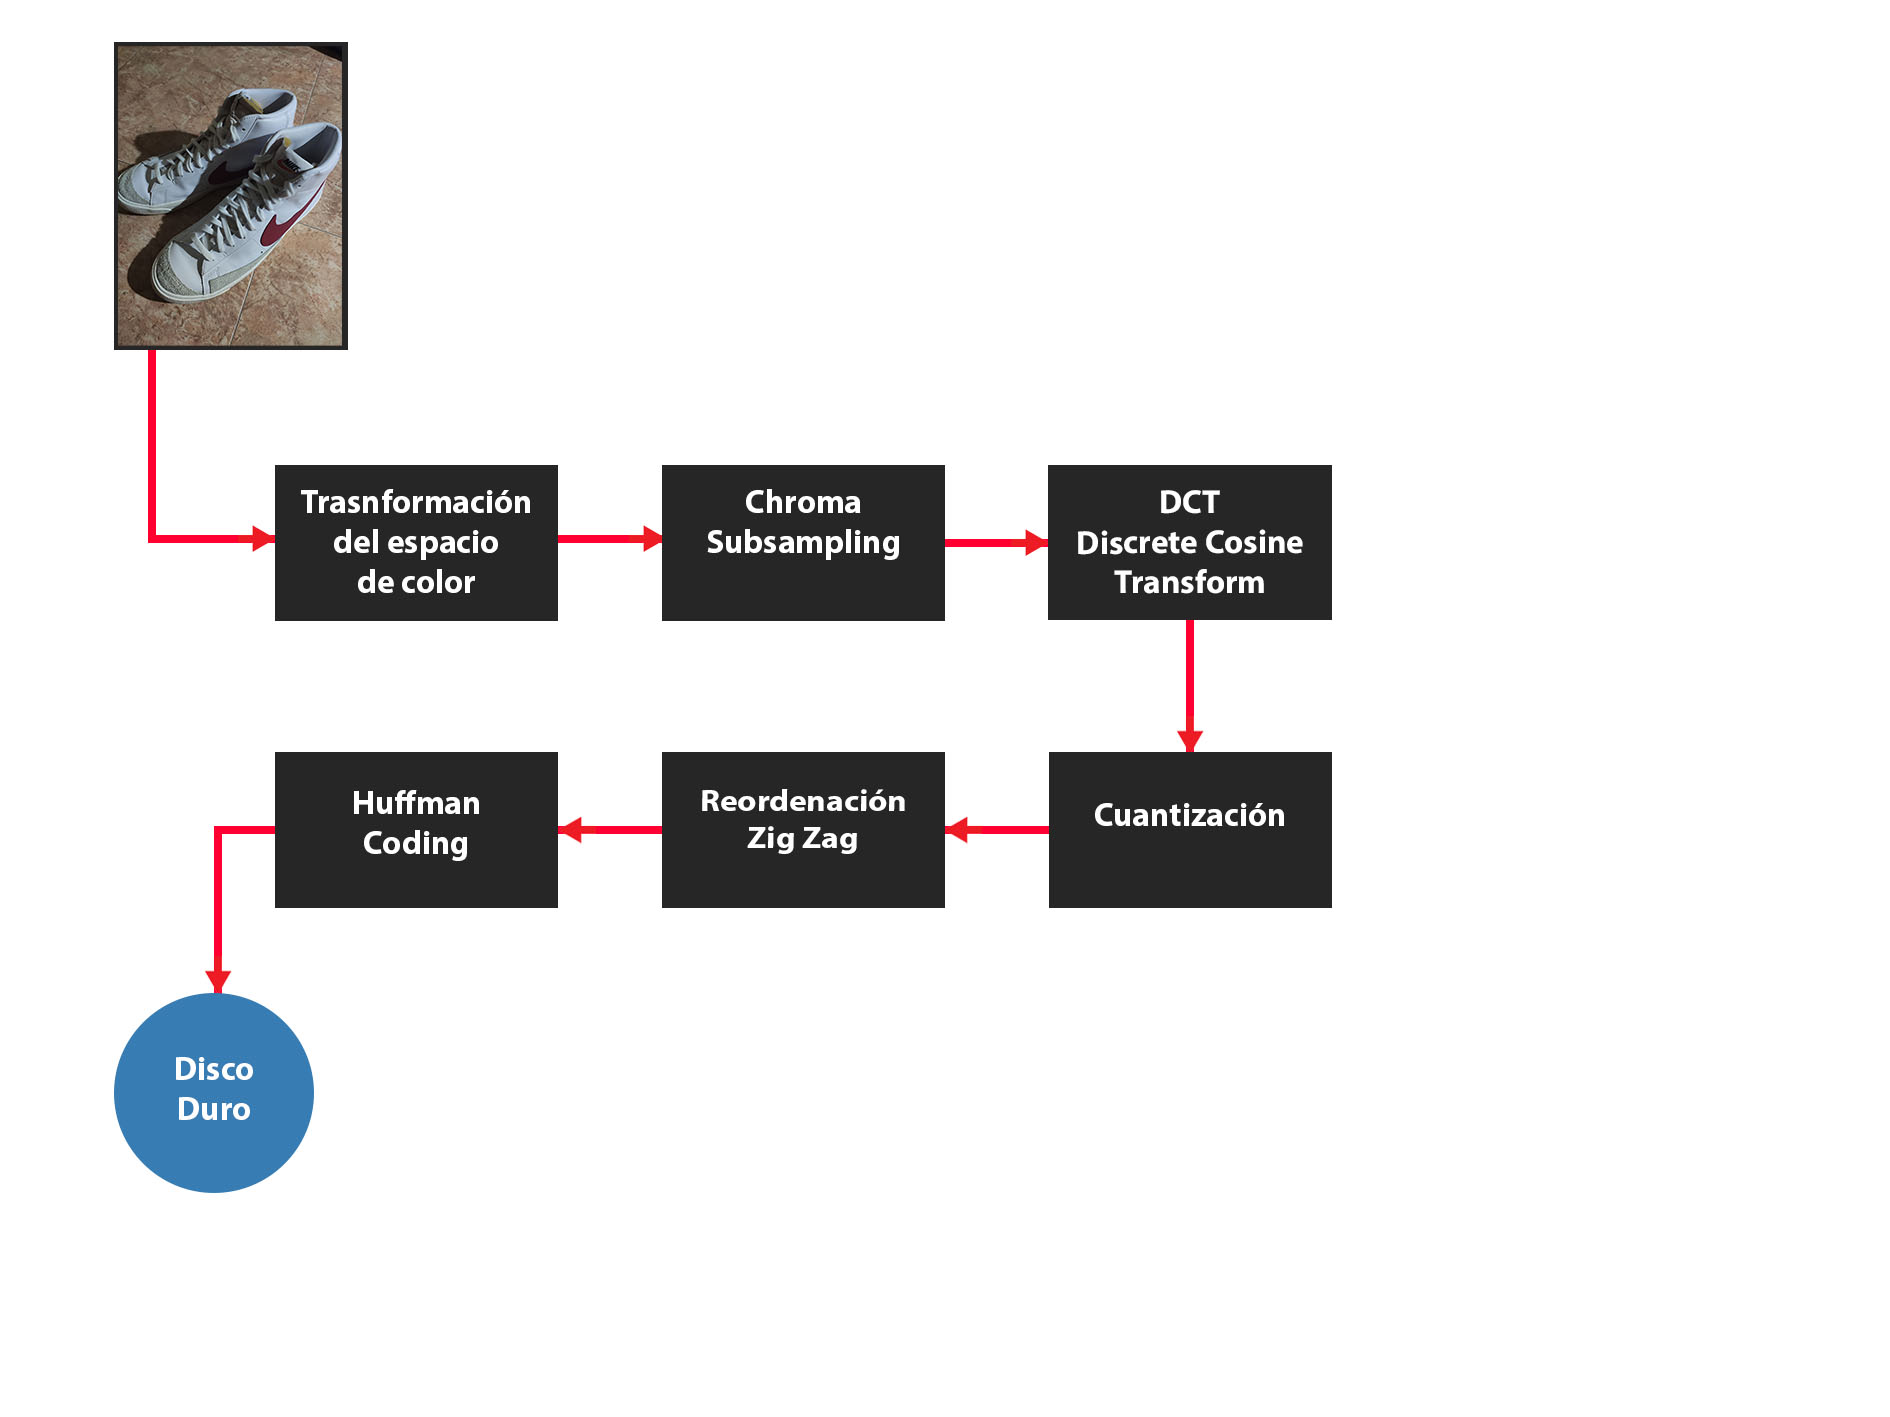 Trasnformación
del espacio
de color
Chroma
Subsampling
DCT
Discrete Cosine
Transform
Huffman
Coding
Reordenación
Zig Zag
Cuantización
Disco
Duro